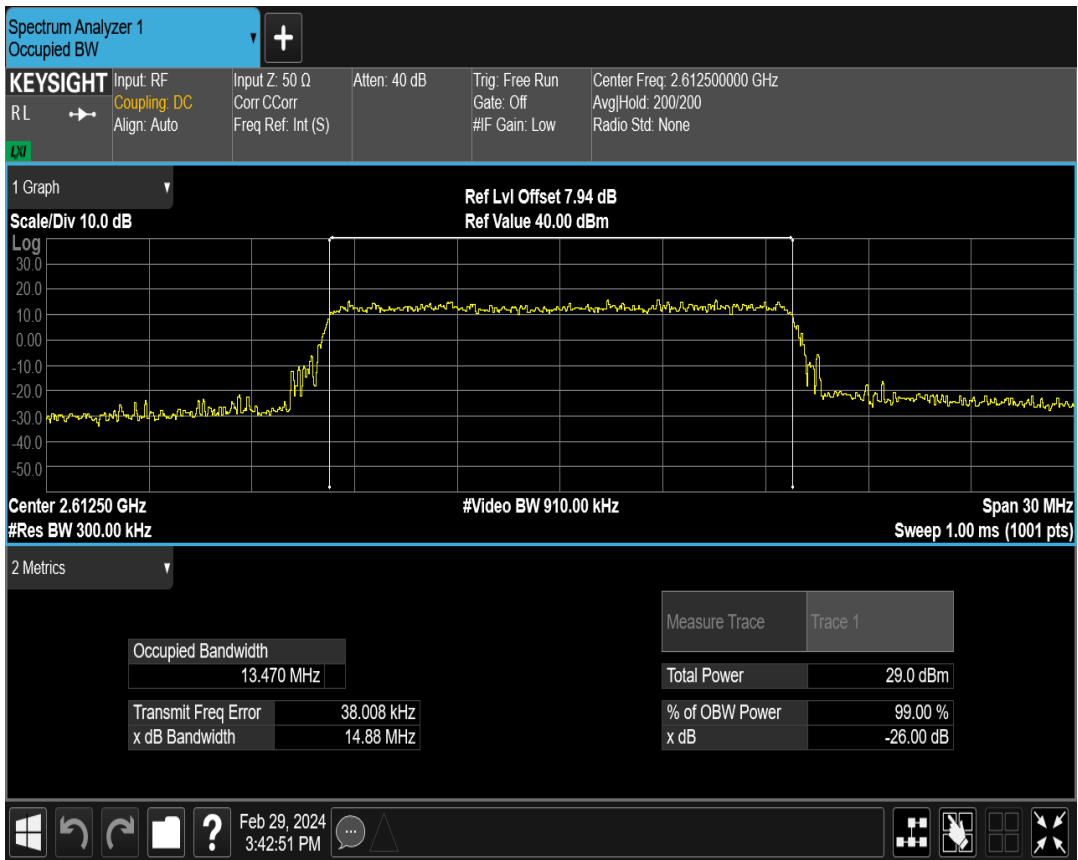 Spectrum Analyzer 1
Occupied BW
KEYSIGHT
RL
LXI
Input: RF
Coupling: DC
Align: Auto
Input Z: 50 Ω
Corr CCorr
Freq Ref: Int (S)
Atten: 40 dB
Trig: Free Run
Gate: Off
#IF Gain: Low
Center Freq: 2.612500000 GHz
Avg|Hold: 200/200
Radio Std: None
1 Graph
Scale/Div 10.0 dB
Ref Lvl Offset 7.94 dB
Ref Value 40.00 dBm
Log
30.0
20.0
10.0
0.00
-10.0
-20.0
-30.0
-40.0
-50.0
Center 2.61250 GHz
#Video BW 910.00 kHz
Span 30 MHz
#Res BW 300.00 kHz
Sweep 1.00 ms (1001 pts)
2 Metrics
Measure Trace Trace 1
Occupied Bandwidth
13.470 MHz
Total Power 29.0 dBm
Transmit Freq Error 38.008 kHz
% of OBW Power 99.00 %
x dB Bandwidth 14.88 MHz
x dB -26.00 dB
?
Feb 29, 2024
3:42:51 PM